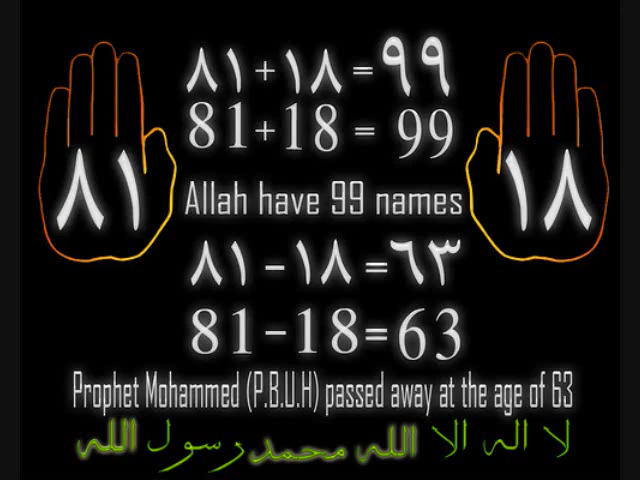 ٨١+١٨=٩٩
81+18=99
٨١ ١٨
Allah have 99 names
٨١-١٨=٦٣
81-18=63
Prophet Mohammed (P.B.U.H) passed away at the age of 63
لا اله الا الله محمد رسول الله